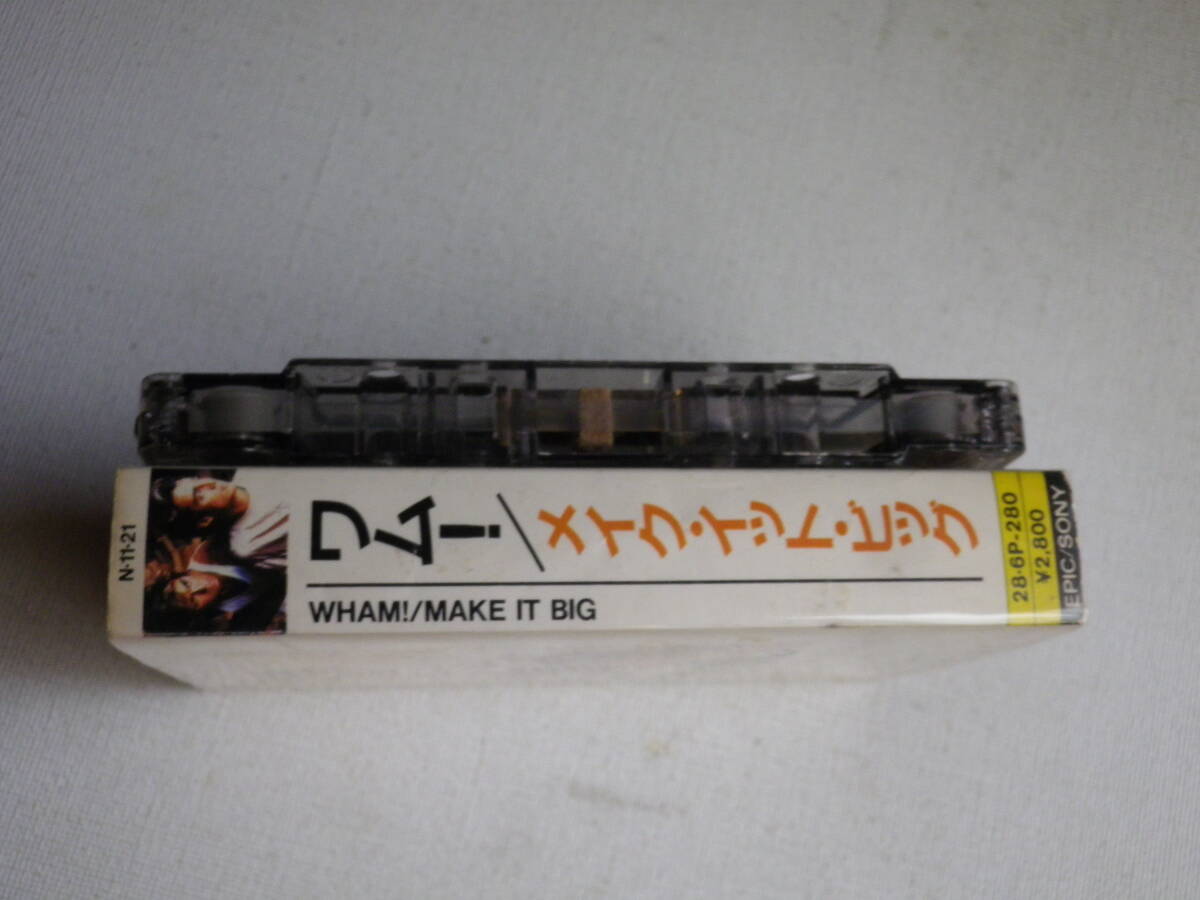 N-11-21
ワム!/メイク・イット・ビッグ
WHAM!/MAKE IT BIG
28・6P-280
¥2,800
EPIC/SONY